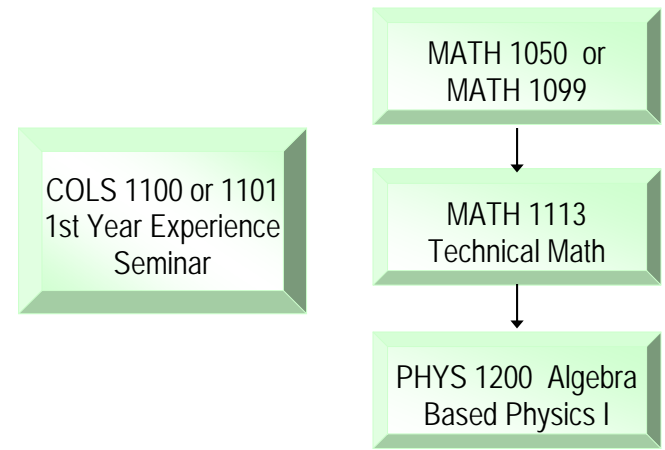 COLS 1100 or 1101
1st Year Experience
Seminar
MATH 1050 or
MATH 1099
MATH 1113
Technical Math
PHYS 1200 Algebra
Based Physics I